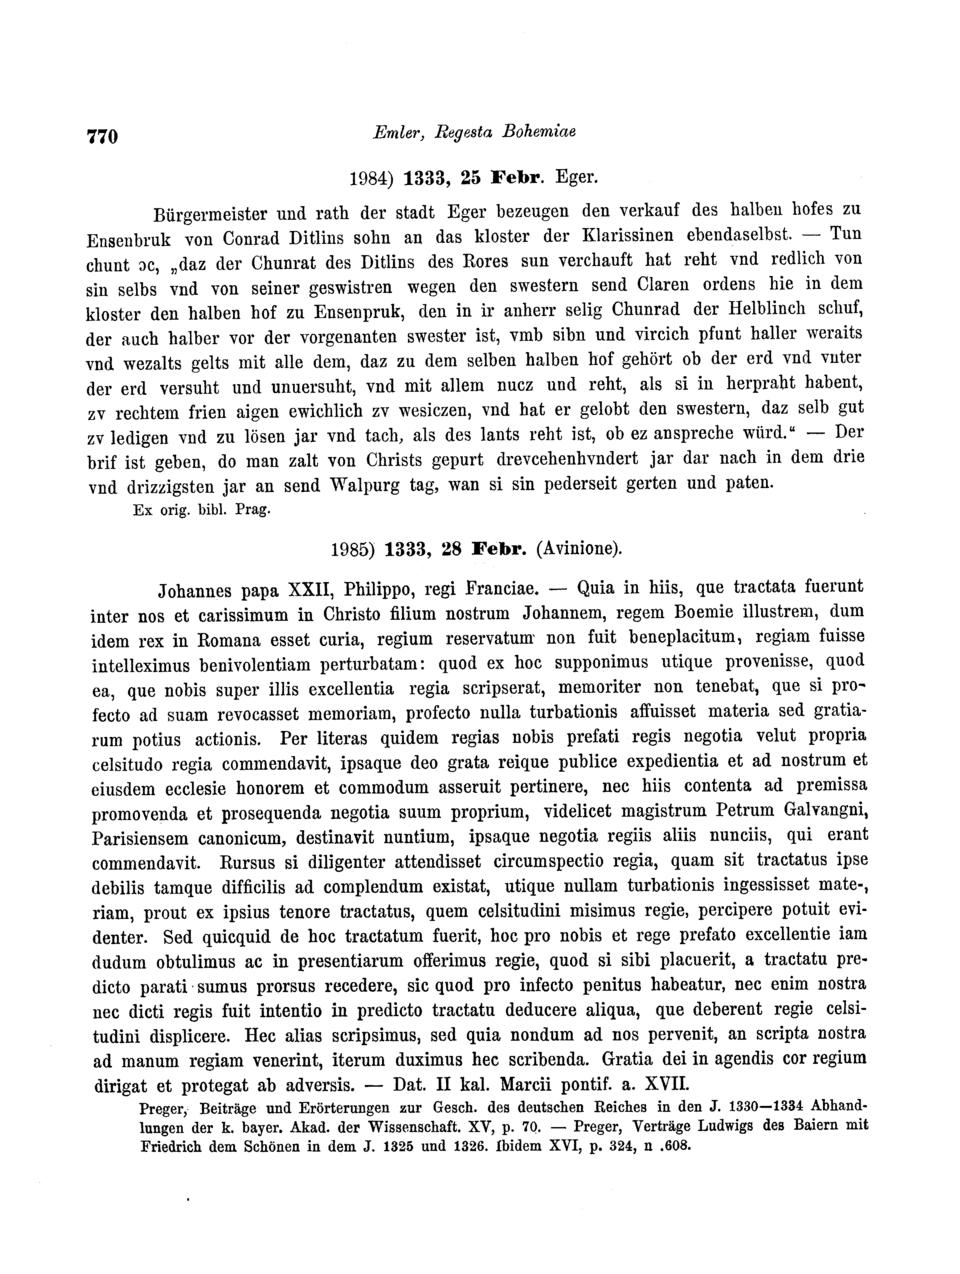 770
Emler, Regesta Bohemiae
1984) 1333, 25 Febr. Eger.
Bürgermeister und rath der stadt Eger bezeugen den verkauf des halben hofes zu
Ensenbruk von Conrad Ditlins sohn an das kloster der Klarissinen ebendaselbst. — Tun
chunt ɔc, „daz der Chunrat des Ditlins des Rores sun verchauft hat reht vnd redlich von
sin selbs vnd von seiner geswistren wegen den swestern send Claren ordens hie in dem
kloster den halben hof zu Ensenpruk, den in ir anherr selig Chunrad der Helblinch schuf,
der auch halber vor der vorgenanten swester ist, vmb sibn und vircich pfunt haller weraits
vnd wezalts gelts mit alle dem, daz zu dem selben halben hof gehört ob der erd vnd vnter
der erd versuht und unuersuht, vnd mit allem nucz und reht, als si in herpraht habent,
zv rechtem frien aigen ewichlich zv wesiczen, vnd hat er gelobt den swestern, daz selb gut
zv ledigen vnd zu lösen jar vnd tach, als des lants reht ist, ob ez anspreche würd.“ — Der
brif ist geben, do man zalt von Christs gepurt drevcehenhvndert jar dar nach in dem drie
vnd drizzigsten jar an send Walpurg tag, wan si sin pederseit gerten und paten.
Ex orig. bibl. Prag.
1985) 1333, 28 Febr. (Avinione).
Johannes papa XXII, Philippo, regi Franciae. — Quia in hiis, que tractata fuerunt
inter nos et carissimum in Christo filium nostrum Johannem, regem Boemie illustrem, dum
idem rex in Romana esset curia, regium reservatum non fuit beneplacitum, regiam fuisse
intelleximus benivolentiam perturbatam: quod ex hoc supponimus utique provenisse, quod
ea, que nobis super illis excellentia regia scripserat, memoriter non tenebat, que si pro-
fecto ad suam revocasset memoriam, profecto nulla turbationis affuisset materia sed gratia-
rum potius actionis. Per literas quidem regias nobis prefati regis negotia velut propria
celsitudo regia commendavit, ipsaque deo grata reique publice expedientia et ad nostrum et
eiusdem ecclesie honorem et commodum asseruit pertinere, nec hiis contenta ad premissa
promovenda et prosequenda negotia suum proprium, videlicet magistrum Petrum Galvangni,
Parisiensem canonicum, destinavit nuntium, ipsaque negotia regiis aliis nunciis, qui erant
commendavit. Rursus si diligenter attendisset circumspectio regia, quam sit tractatus ipse
debilis tamque difficilis ad complendum existat, utique nullam turbationis ingessisset mate-,
riam, prout ex ipsius tenore tractatus, quem celsitudini misimus regie, percipere potuit evi-
denter. Sed quicquid de hoc tractatum fuerit, hoc pro nobis et rege prefato excellentie iam
dudum obtulimus ac in presentiarum offerimus regie, quod si sibi placuerit, a tractatu pre-
dicto parati sumus prorsus recedere, sic quod pro infecto penitus habeatur, nec enim nostra
nec dicti regis fuit intentio in predicto tractatu deducere aliqua, que deberent regie celsi-
tudini displicere. Hec alias scripsimus, sed quia nondum ad nos pervenit, an scripta nostra
ad manum regiam venerint, iterum duximus hec scribenda. Gratia dei in agendis cor regium
dirigat et protegat ab adversis. — Dat. II kal. Marcii pontif. a. XVII.
Preger, Beiträge und Erörterungen zur Gesch. des deutschen Reiches in den J. 1330—1334 Abhand-
lungen der k. bayer. Akad. der Wissenschaft. XV, p. 70. — Preger, Verträge Ludwigs des Baiern mit
Friedrich dem Schönen in dem J. 1325 und 1326. Ibidem XVI, p. 324, n .608.